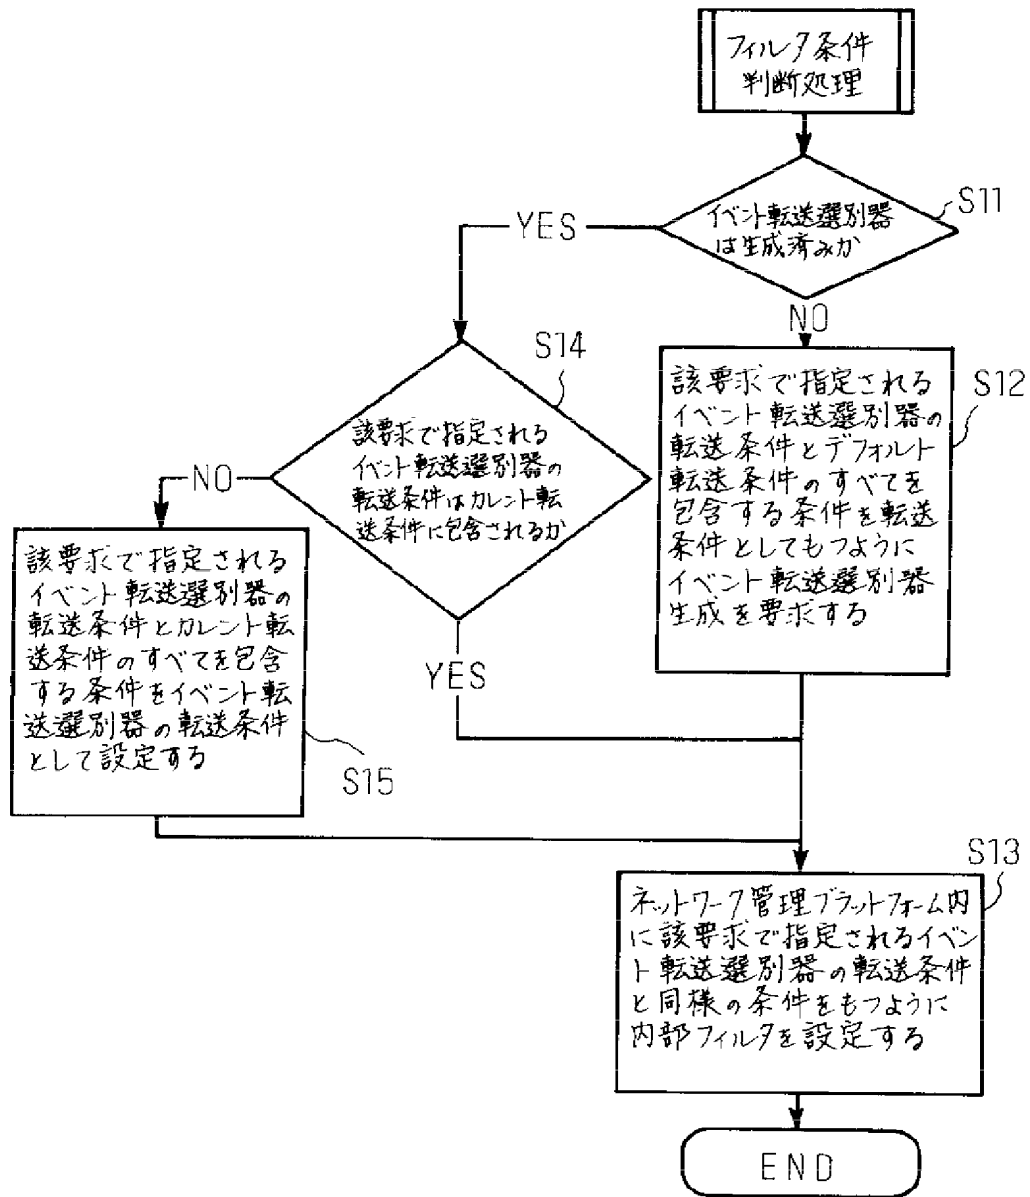 フィルタ条件
判断処理
S11
イベント転送選別器
は生成済みか
YES
NO
S14
該要求で指定される
イベント転送選別器の
転送条件はカレント転
送条件に包含されるか
S12
該要求で指定される
イベント転送選別器の
転送条件とデフォルト
転送条件のすべてを
包含する条件を転送
条件としてもつように
イベント転送選別器
生成を要求する
NO
該要求で指定される
イベント転送選別器の
転送条件とカレント転
送条件のすべてを包含
する条件をイベント転
送選別器の転送条件
として設定する
S15
YES
S13
ネットワーク管理プラットフォーム内
に該要求で指定されるイベン
ト転送選別器の転送条件
と同様の条件をもつように
内部フィルタを設定する
END